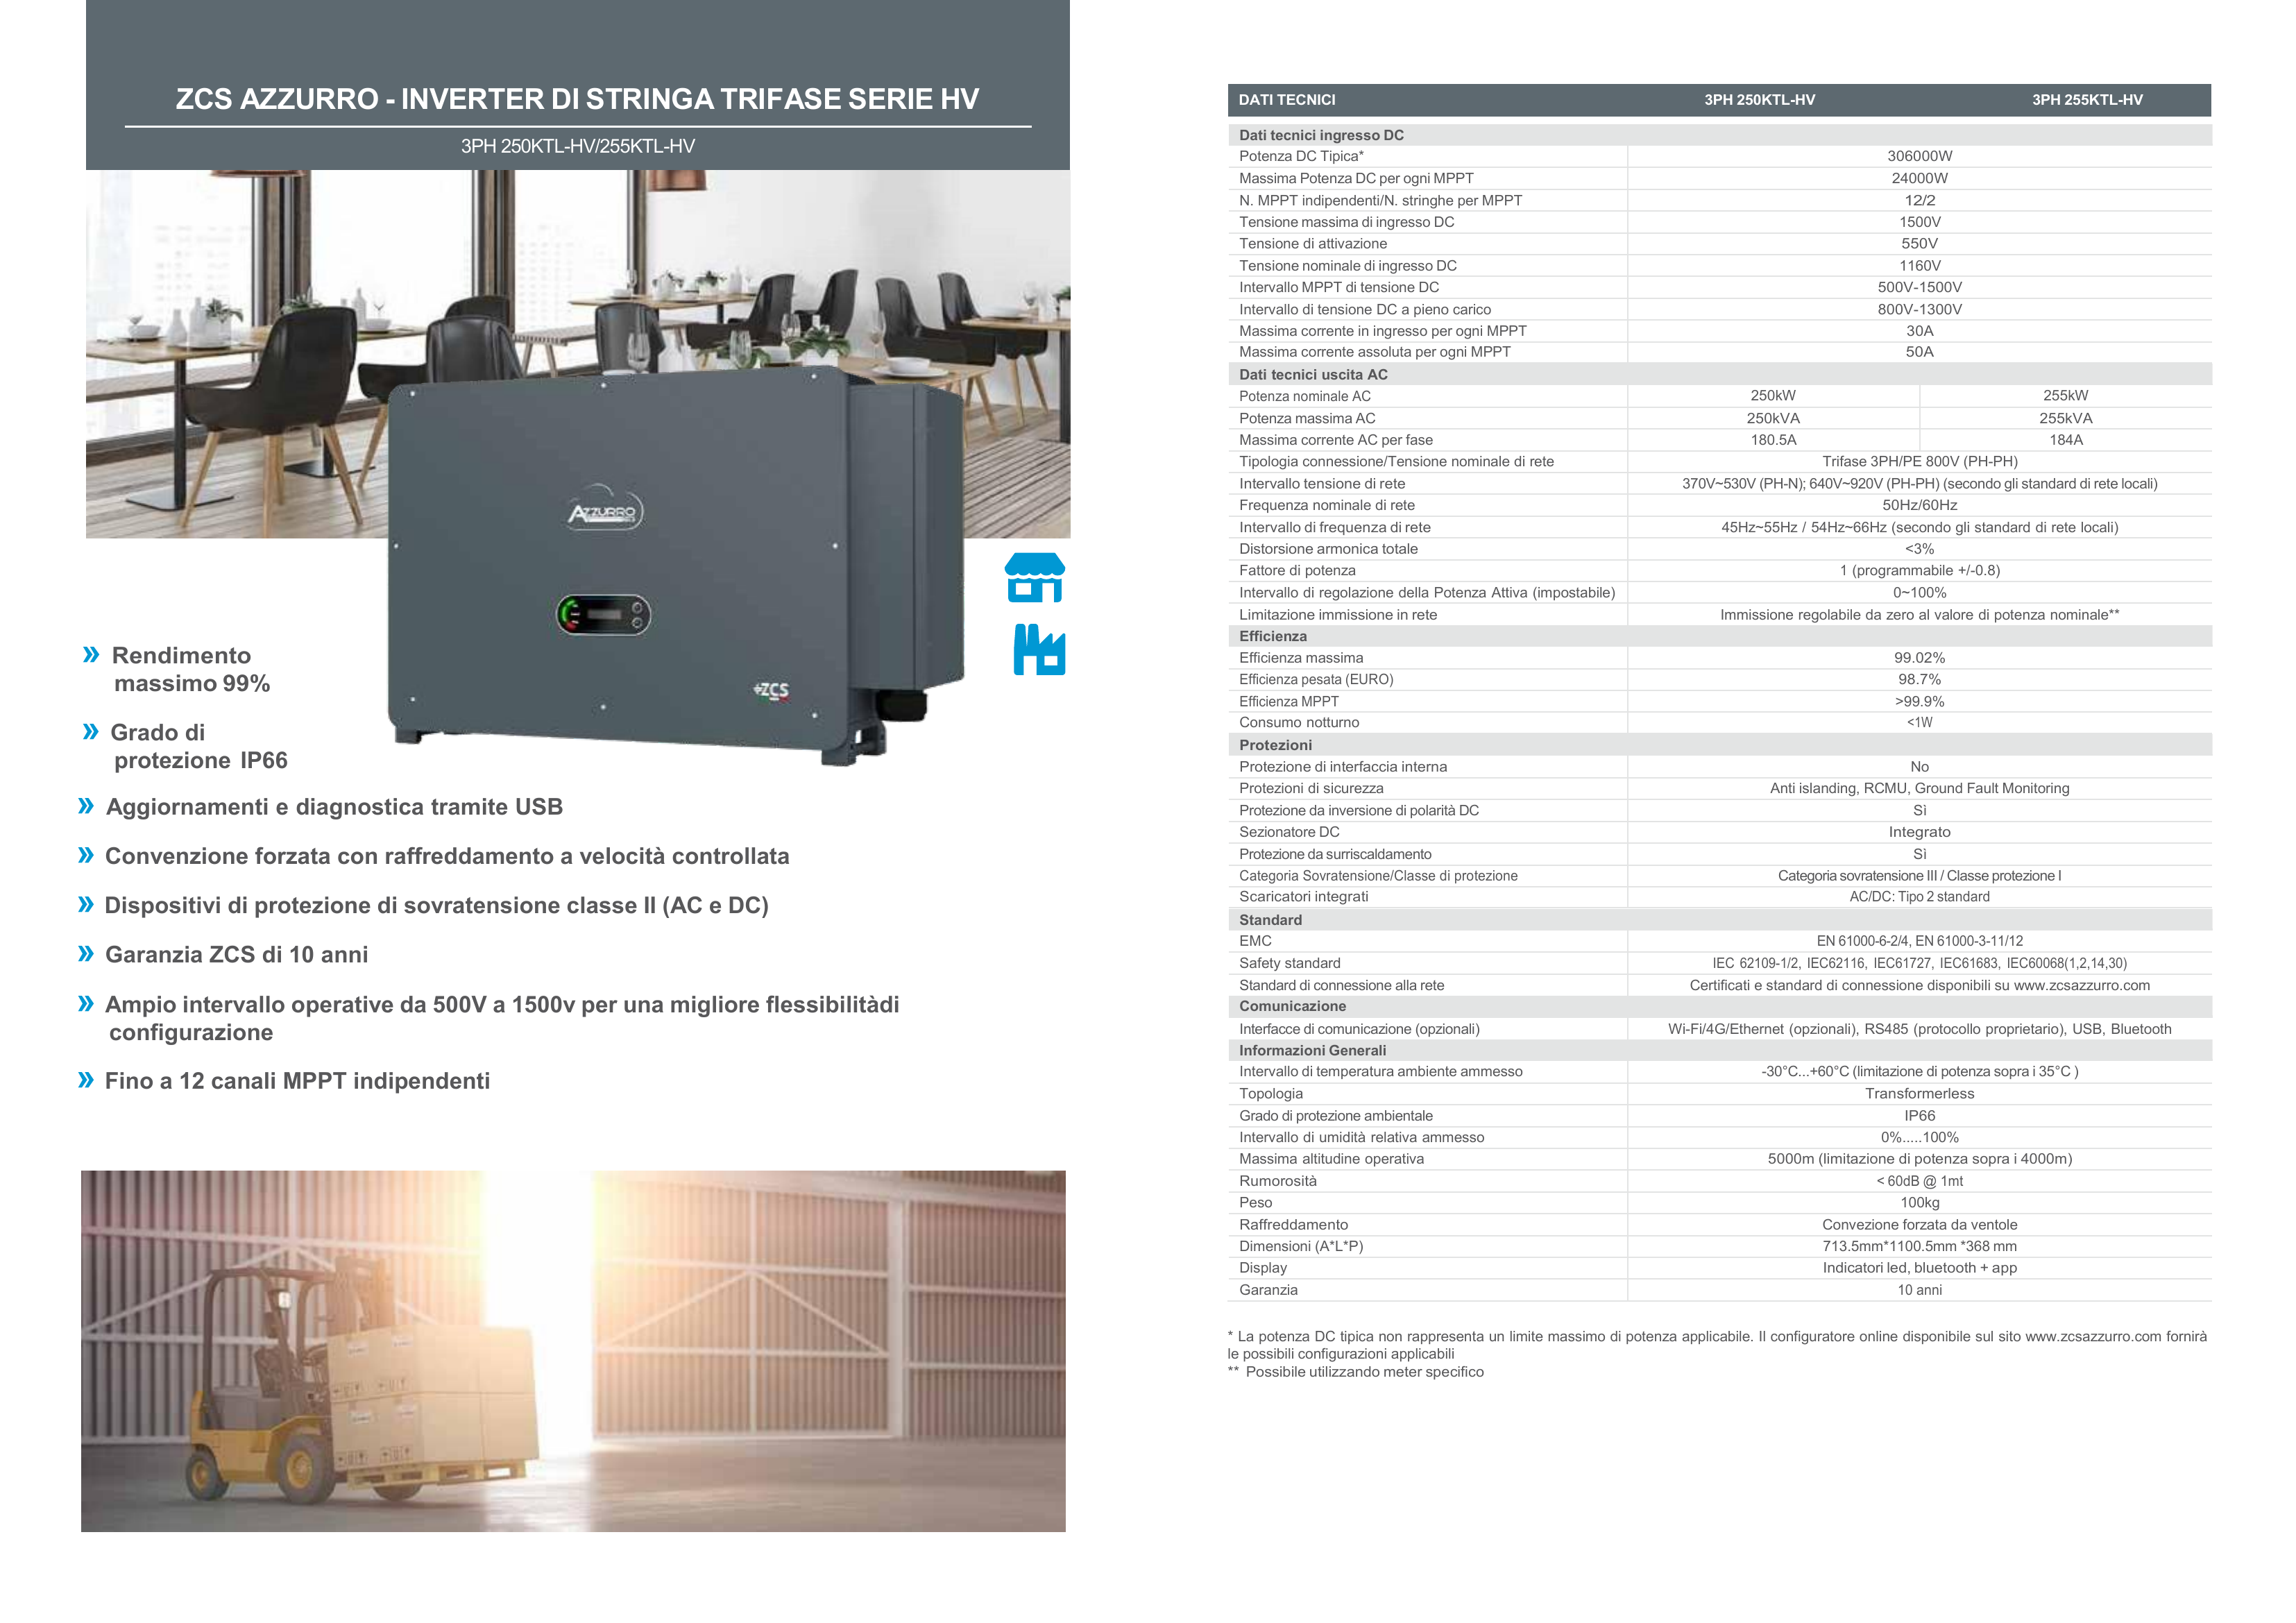 ZCS AZZURRO - INVERTER DI STRINGA TRIFASE SERIE HV
3PH 250KTL-HV/255KTL-HV
AZZURRO
ZCS
» Rendimento
massimo 99%
» Grado di
protezione IP66
» Aggiornamenti e diagnostica tramite USB
» Convenzione forzata con raffreddamento a velocità controllata
» Dispositivi di protezione di sovratensione classe II (AC e DC)
» Garanzia ZCS di 10 anni
» Ampio intervallo operative da 500V a 1500v per una migliore flessibilitàdi
configurazione
» Fino a 12 canali MPPT indipendenti
DATI TECNICI 3PH 250KTL-HV 3PH 255KTL-HV
Dati tecnici ingresso DC
Potenza DC Tipica* 306000W
Massima Potenza DC per ogni MPPT 24000W
N. MPPT indipendenti/N. stringhe per MPPT 12/2
Tensione massima di ingresso DC 1500V
Tensione di attivazione 550V
Tensione nominale di ingresso DC 1160V
Intervallo MPPT di tensione DC 500V-1500V
Intervallo di tensione DC a pieno carico 800V-1300V
Massima corrente in ingresso per ogni MPPT 30A
Massima corrente assoluta per ogni MPPT 50A
Dati tecnici uscita AC
Potenza nominale AC 250kW 255kW
Potenza massima AC 250kVA 255kVA
Massima corrente AC per fase 180.5A 184A
Tipologia connessione/Tensione nominale di rete Trifase 3PH/PE 800V (PH-PH)
Intervallo tensione di rete 370V~530V (PH-N); 640V~920V (PH-PH) (secondo gli standard di rete locali)
Frequenza nominale di rete 50Hz/60Hz
Intervallo di frequenza di rete 45Hz~55Hz / 54Hz~66Hz (secondo gli standard di rete locali)
Distorsione armonica totale <3%
Fattore di potenza 1 (programmabile +/-0.8)
Intervallo di regolazione della Potenza Attiva (impostabile) 0~100%
Limitazione immissione in rete Immissione regolabile da zero al valore di potenza nominale**
Efficienza
Efficienza massima 99.02%
Efficienza pesata (EURO) 98.7%
Efficienza MPPT >99.9%
Consumo notturno <1W
Protezioni
Protezione di interfaccia interna No
Protezioni di sicurezza Anti islanding, RCMU, Ground Fault Monitoring
Protezione da inversione di polarità DC Sì
Sezionatore DC Integrato
Protezione da surriscaldamento Sì
Categoria Sovratensione/Classe di protezione Categoria sovratensione III / Classe protezione I
Scaricatori integrati AC/DC: Tipo 2 standard
Standard
EMC EN 61000-6-2/4, EN 61000-3-11/12
Safety standard IEC 62109-1/2, IEC62116, IEC61727, IEC61683, IEC60068(1,2,14,30)
Standard di connessione alla rete Certificati e standard di connessione disponibili su www.zcsazzurro.com
Comunicazione
Interfacce di comunicazione (opzionali) Wi-Fi/4G/Ethernet (opzionali), RS485 (protocollo proprietario), USB, Bluetooth
Informazioni Generali
Intervallo di temperatura ambiente ammesso -30°C...+60°C (limitazione di potenza sopra i 35°C )
Topologia Transformerless
Grado di protezione ambientale IP66
Intervallo di umidità relativa ammesso 0%.....100%
Massima altitudine operativa 5000m (limitazione di potenza sopra i 4000m)
Rumorosità < 60dB @ 1mt
Peso 100kg
Raffreddamento Convezione forzata da ventole
Dimensioni (A*L*P) 713.5mm*1100.5mm *368 mm
Display Indicatori led, bluetooth + app
Garanzia 10 anni
* La potenza DC tipica non rappresenta un limite massimo di potenza applicabile. Il configuratore online disponibile sul sito www.zcsazzurro.com fornirà
le possibili configurazioni applicabili
** Possibile utilizzando meter specifico